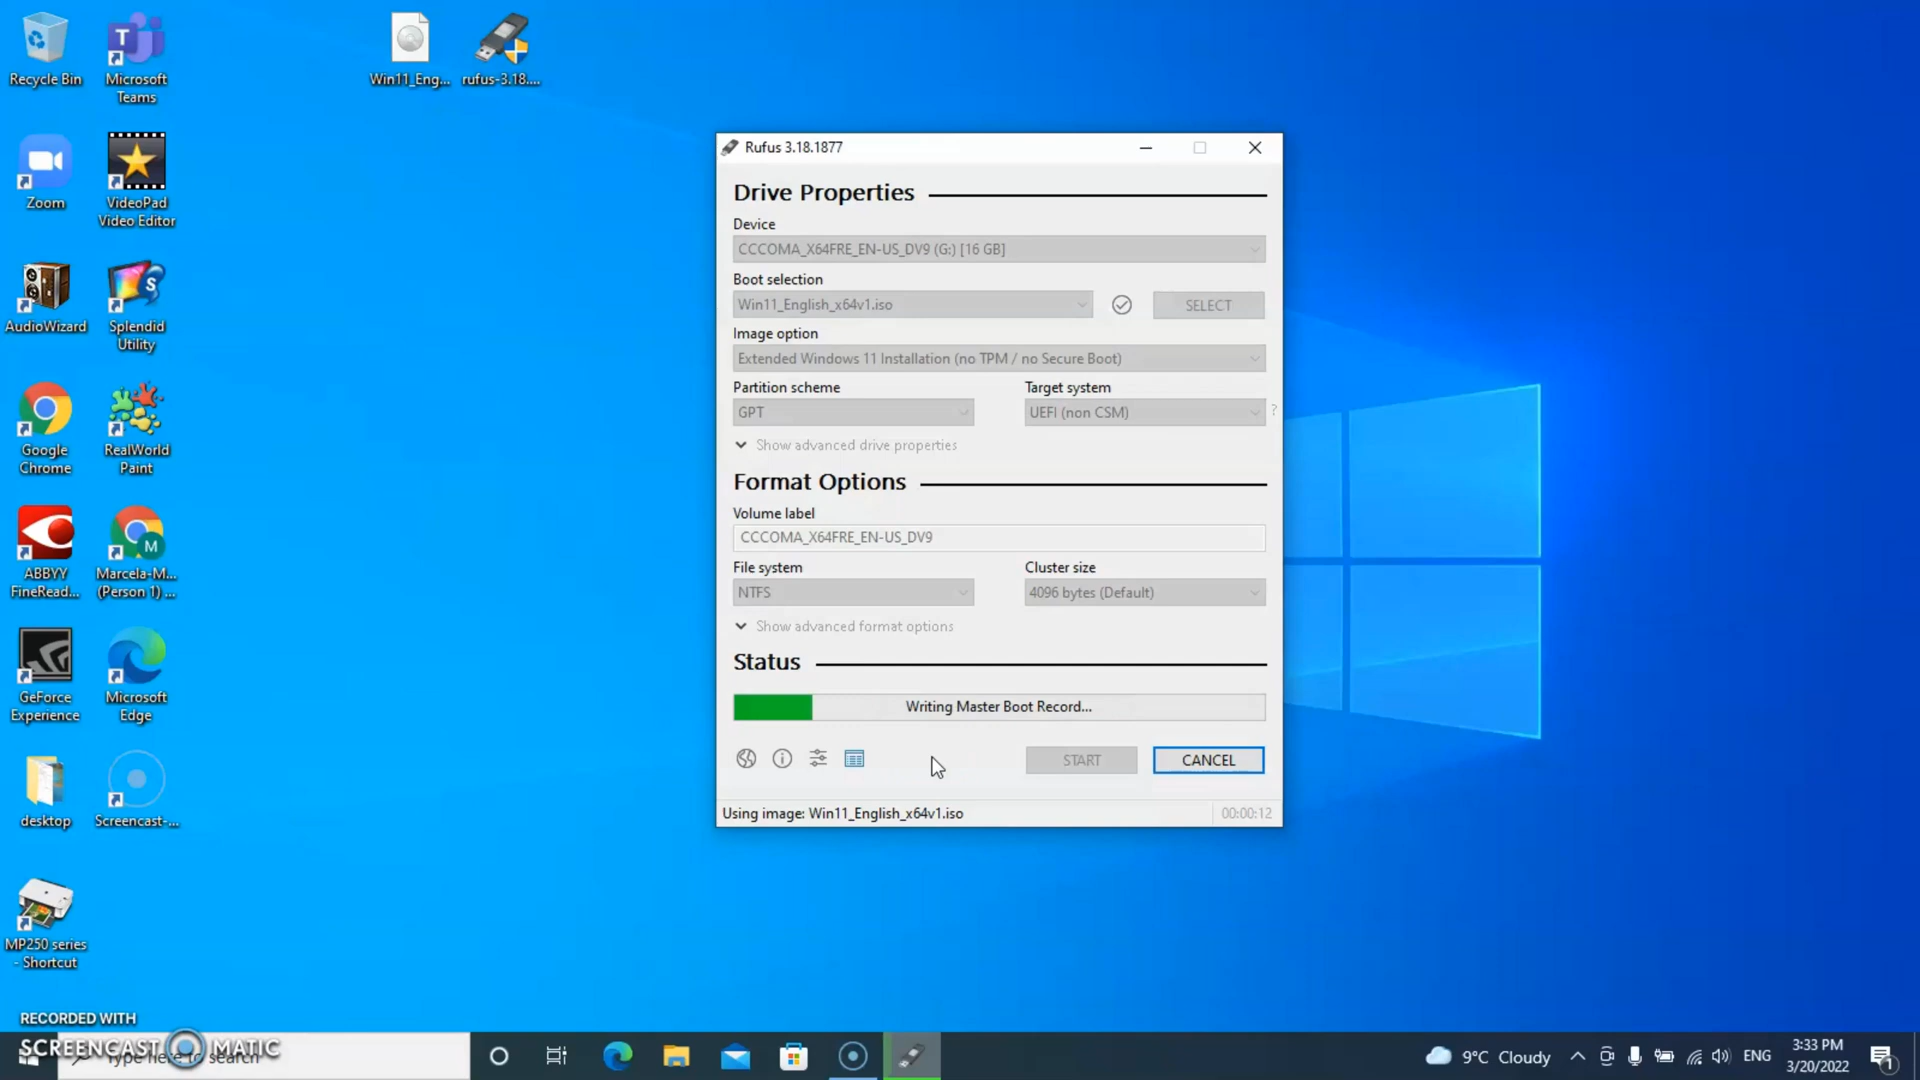 Recycle Bin
Microsoft
Teams
Win11_Eng...
rufus-3.18....
Zoom
VideoPad
Video Editor
AudioWizard
Splendid
Utility
Google
Chrome
RealWorld
Paint
ABBYY
FineRead...
M
Marcela-M...
(Person 1) ...
GeForce
Experience
Microsoft
Edge
desktop
Screencast-...
MP250 series
- Shortcut
Rufus 3.18.1877
Drive Properties
Device
CCCOMA_X64FRE_EN-US_DV9 (G:) [16 GB]
Boot selection
Win11_English_x64v1.iso
SELECT
Image option
Extended Windows 11 Installation (no TPM / no Secure Boot)
Partition scheme
Target system
GPT
UEFI (non CSM)
?
Show advanced drive properties
Format Options
Volume label
CCCOMA_X64FRE_EN-US_DV9
File system
Cluster size
NTFS
4096 bytes (Default)
Show advanced format options
Status
Writing Master Boot Record...
START
CANCEL
Using image: Win11_English_x64v1.iso
00:00:12
RECORDED WITH
SCREENCAST MATIC
Type here to search
9°C Cloudy
ENG
3:33 PM
3/20/2022
1